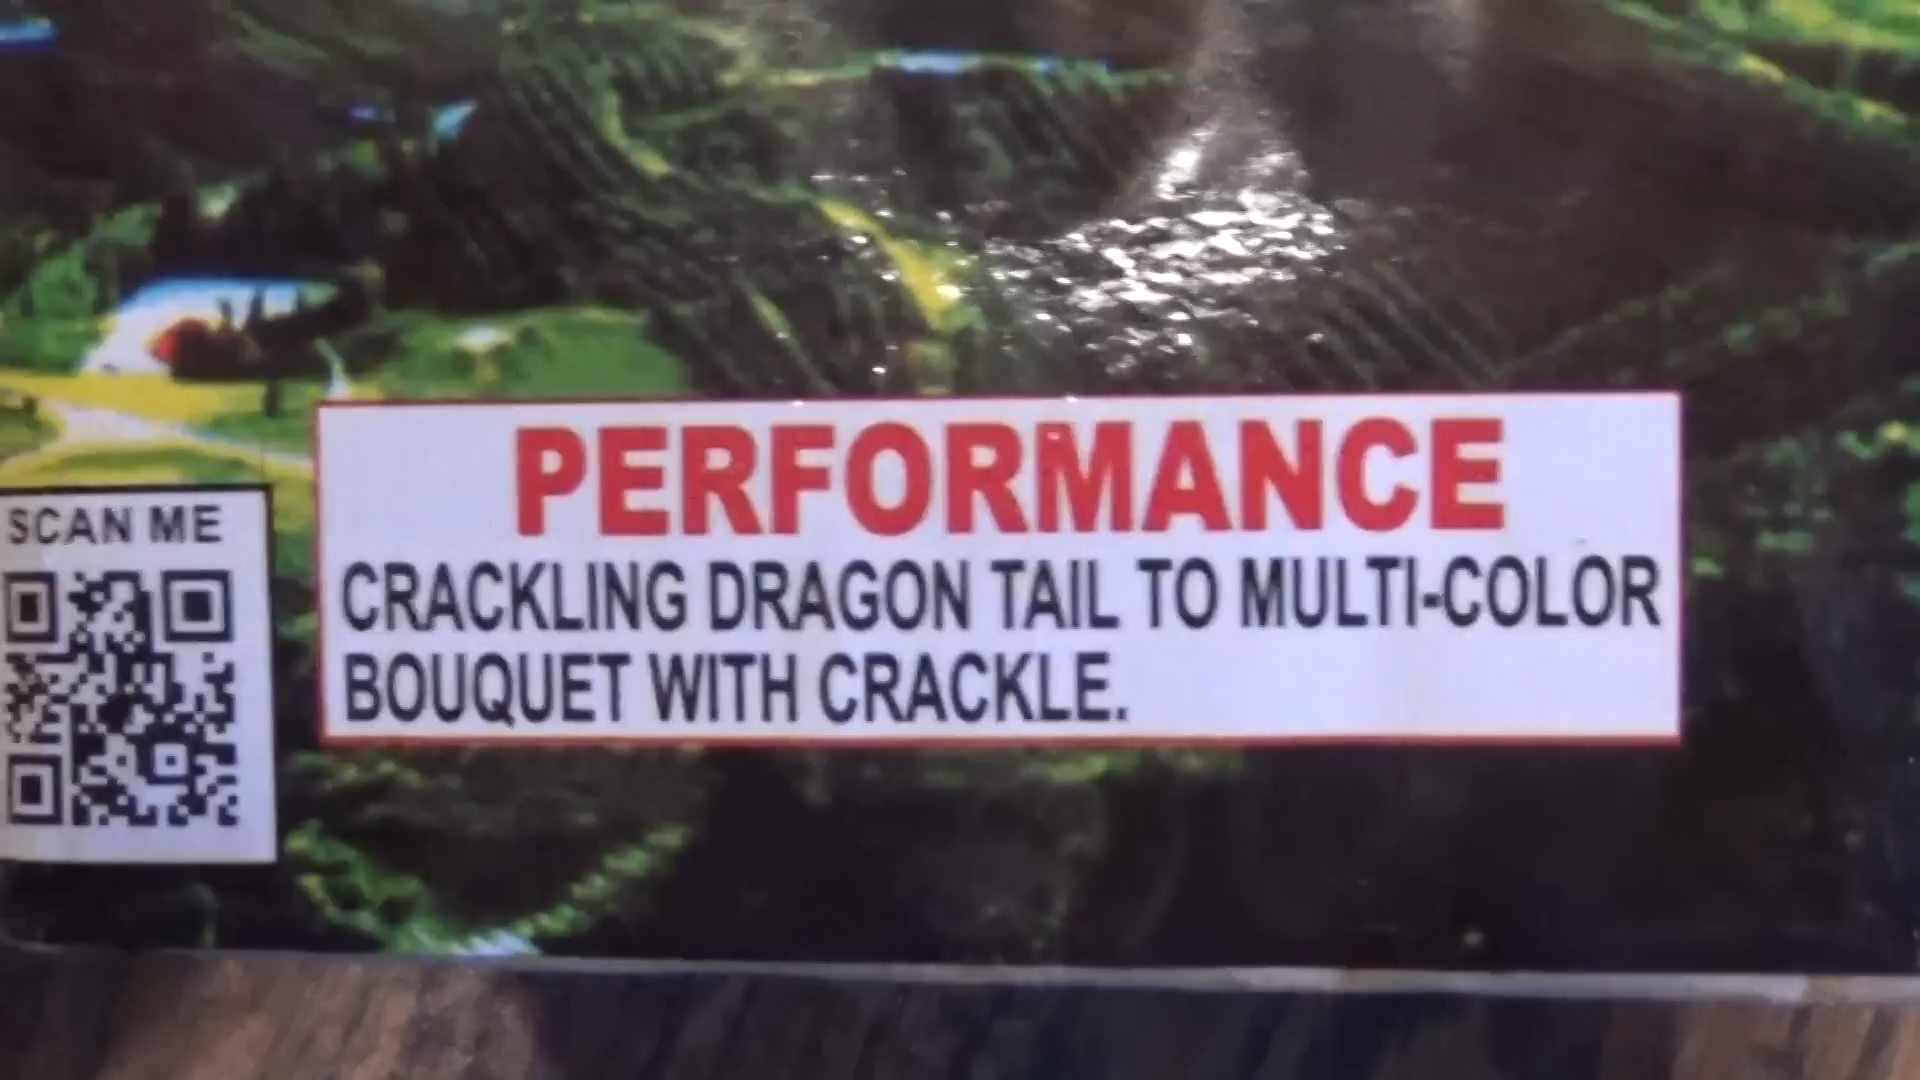 PERFORMANCE
SCAN ME
CRACKLING DRAGON TAIL TO MULTI-COLOR
BOUQUET WITH CRACKLE.